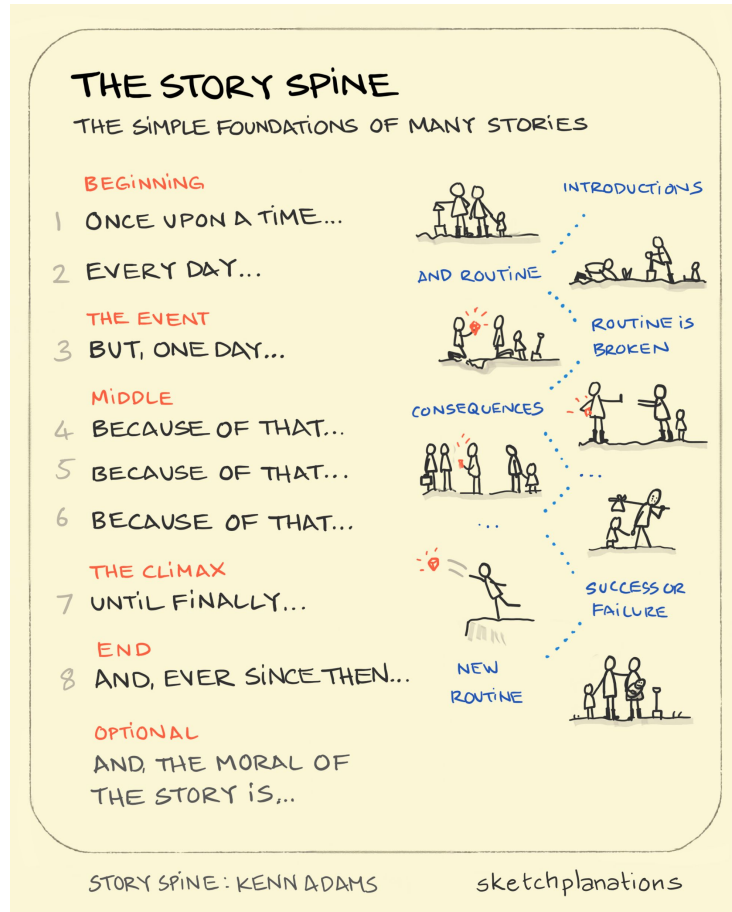 THE STORY SPINE
THE SIMPLE FOUNDATIONS OF MANY STORIES
BEGINNING
1 ONCE UPON A TIME...
INTRODUCTIONS
2 EVERY DAY...
AND ROUTINE
THE EVENT
3 BUT, ONE DAY...
ROUTINE IS
BROKEN
MIDDLE
4 BECAUSE OF THAT...
CONSEQUENCES
5 BECAUSE OF THAT...
...
6 BECAUSE OF THAT...
...
THE CLIMAX
7 UNTIL FINALLY...
SUCCESS OR
FAILURE
END
8 AND, EVER SINCE THEN...
NEW
ROUTINE
OPTIONAL
AND, THE MORAL OF
THE STORY IS...
STORY SPINE: KENN ADAMS
sketchplanations